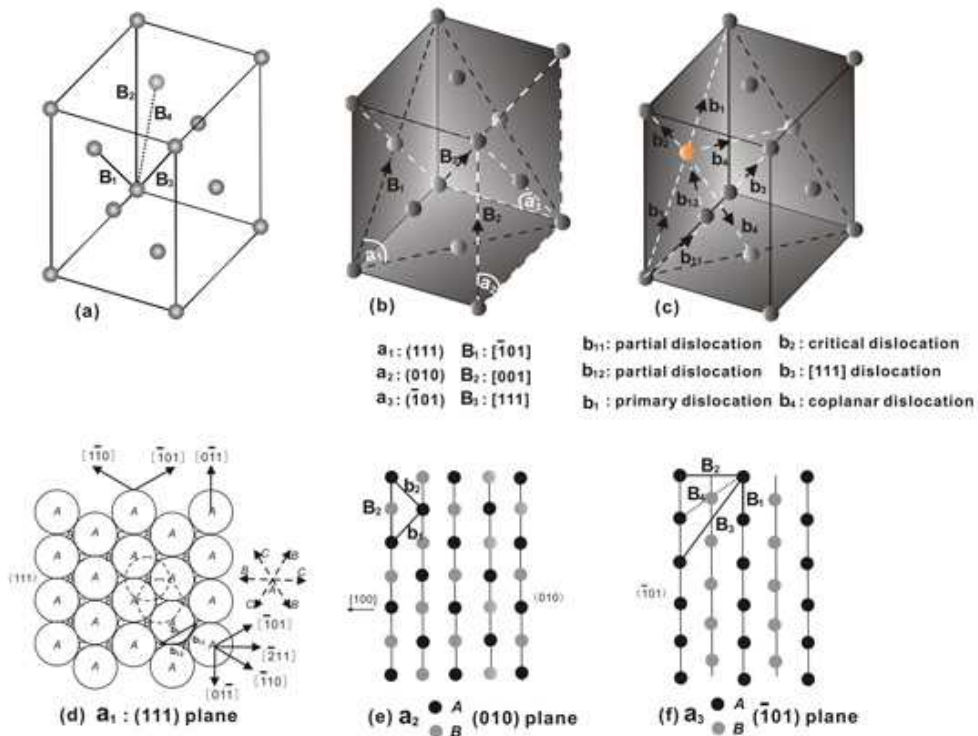 B₂
B₄
B₁
B₃
(a)
B₁
B₂
B₃
a₁
a₂
a₃
(b)
b₁
b₂
b₄
b₃
b₁₂
b₃
b₄
b₁₁
(c)
a₁ : (111) B₁ : [1̄01]
a₂ : (010) B₂ : [001]
a₃ : (1̄01) B₃ : [111]
b₁₁ : partial dislocation b₂ : critical dislocation
b₁₂ : partial dislocation b₃ : [111] dislocation
b₁ : primary dislocation b₄ : coplanar dislocation
[1̄01] [01̄1]
A A A
A A
A A A
(111) A A
A A A
A A
C B
B A C
C B
b₁₁
b₁₂
[1̄01]
[2̄11]
[1̄10]
[011̄]
(d) a₁ : (111) plane
B₂ b₂
b₁
[100] (010)
(e) a₂ A (010) plane
B
B₂
B₄ B₁
B₃
(1̄01)
(f) a₃ A (1̄01) plane
B